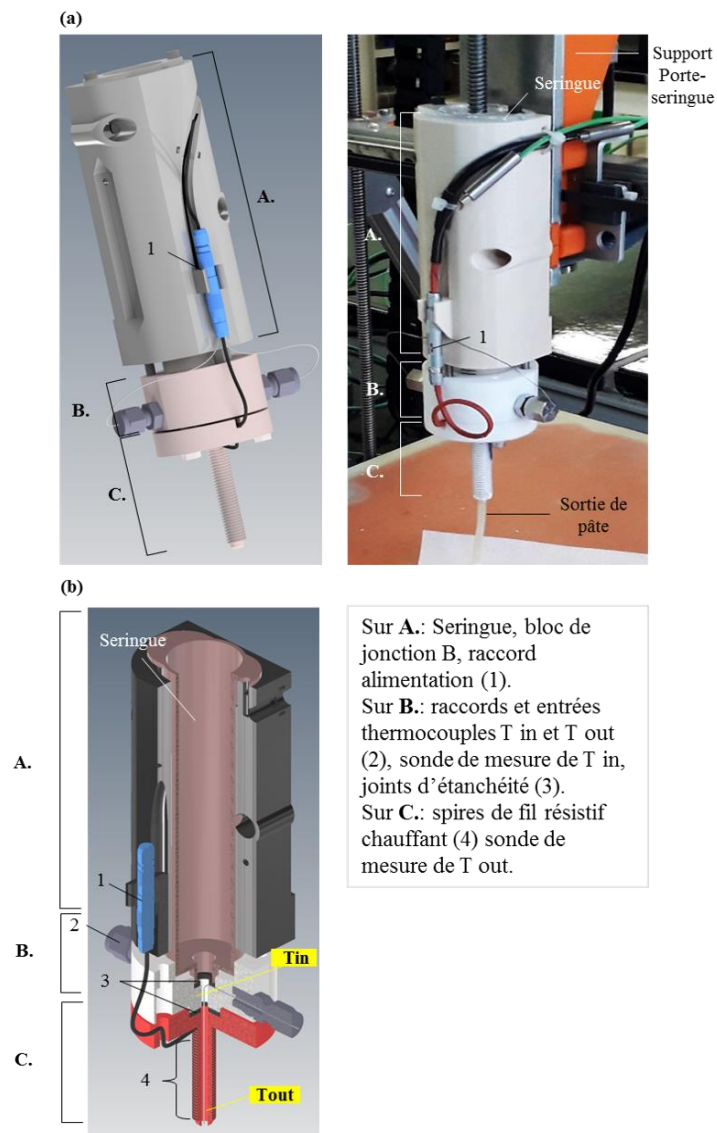 (a)
Support
Porte-
seringue
Seringue
A.
1
B.
C.
A.
1
B.
C.
Sortie de
pâte
(b)
Seringue
A.
1
2
B.
Tin
3
C.
4
Tout
Sur A.: Seringue, bloc de
jonction B, raccord
alimentation (1).
Sur B.: raccords et entrées
thermocouples T in et T out
(2), sonde de mesure de T in,
joints d’étanchéité (3).
Sur C.: spires de fil résistif
chauffant (4) sonde de
mesure de T out.